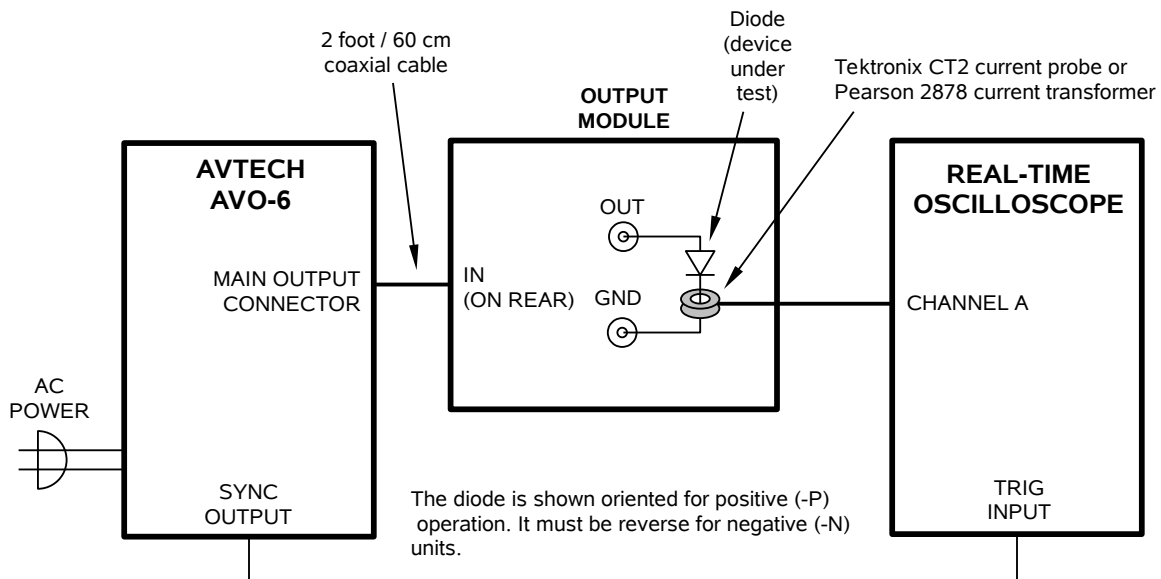 2 foot / 60 cm
coaxial cable
Diode
(device
under
test)
Tektronix CT2 current probe or
Pearson 2878 current transformer
OUTPUT
MODULE
AVTECH
AVO-6
REAL-TIME
OSCILLOSCOPE
OUT
MAIN OUTPUT
CONNECTOR
IN
(ON REAR)
GND
CHANNEL A
AC
POWER
SYNC
OUTPUT
The diode is shown oriented for positive (-P)
operation. It must be reverse for negative (-N)
units.
TRIG
INPUT